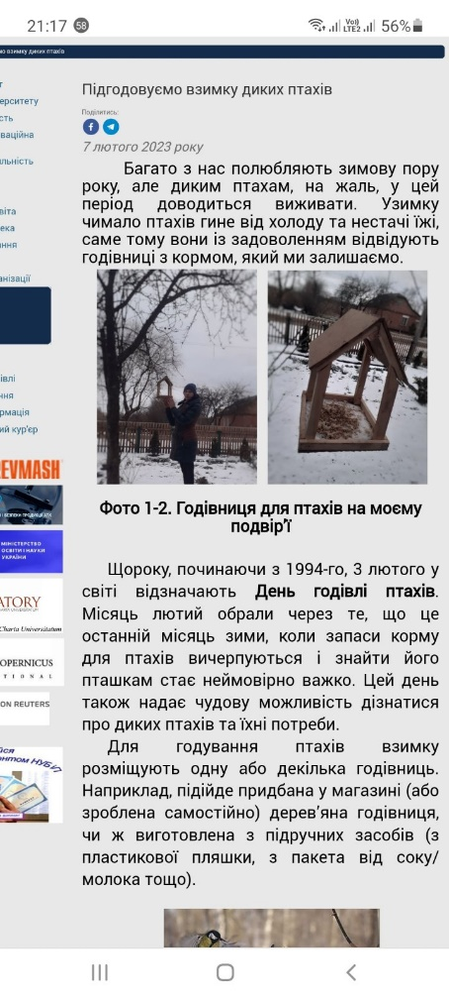 21:17 58 Vo)) LTE2 56%
мо взимку диких птахів
Підгодовуємо взимку диких птахів
Поділитись:
7 лютого 2023 року
Багато з нас полюбляють зимову пору
року, але диким птахам, на жаль, у цей
період доводиться виживати. Узимку
чимало птахів гине від холоду та нестачі їжі,
саме тому вони із задоволенням відвідують
годівниці з кормом, який ми залишаємо.
Фото 1-2. Годівниця для птахів на моєму
подвір’ї
Щороку, починаючи з 1994-го, 3 лютого у
світі відзначають День годівлі птахів.
Місяць лютий обрали через те, що це
останній місяць зими, коли запаси корму
для птахів вичерпуються і знайти його
пташкам стає неймовірно важко. Цей день
також надає чудову можливість дізнатися
про диких птахів та їхні потреби.
Для годування птахів взимку
розміщують одну або декілька годівниць.
Наприклад, підійде придбана у магазині (або
зроблена самостійно) дерев’яна годівниця,
чи ж виготовлена з підручних засобів (з
пластикової пляшки, з пакета від соку/
молока тощо).
т
ерситету
сть
ваційна
льність
віта
ека
ння
анізації
івлі
ння
рмація
ий кур’єр
EVMASH
МІНІСТЕРСТВО
ОСВІТИ І НАУКИ
УКРАЇНИ
ATORY
Charta Universitatum
OPERNICUS
TIONAL
ON REUTERS